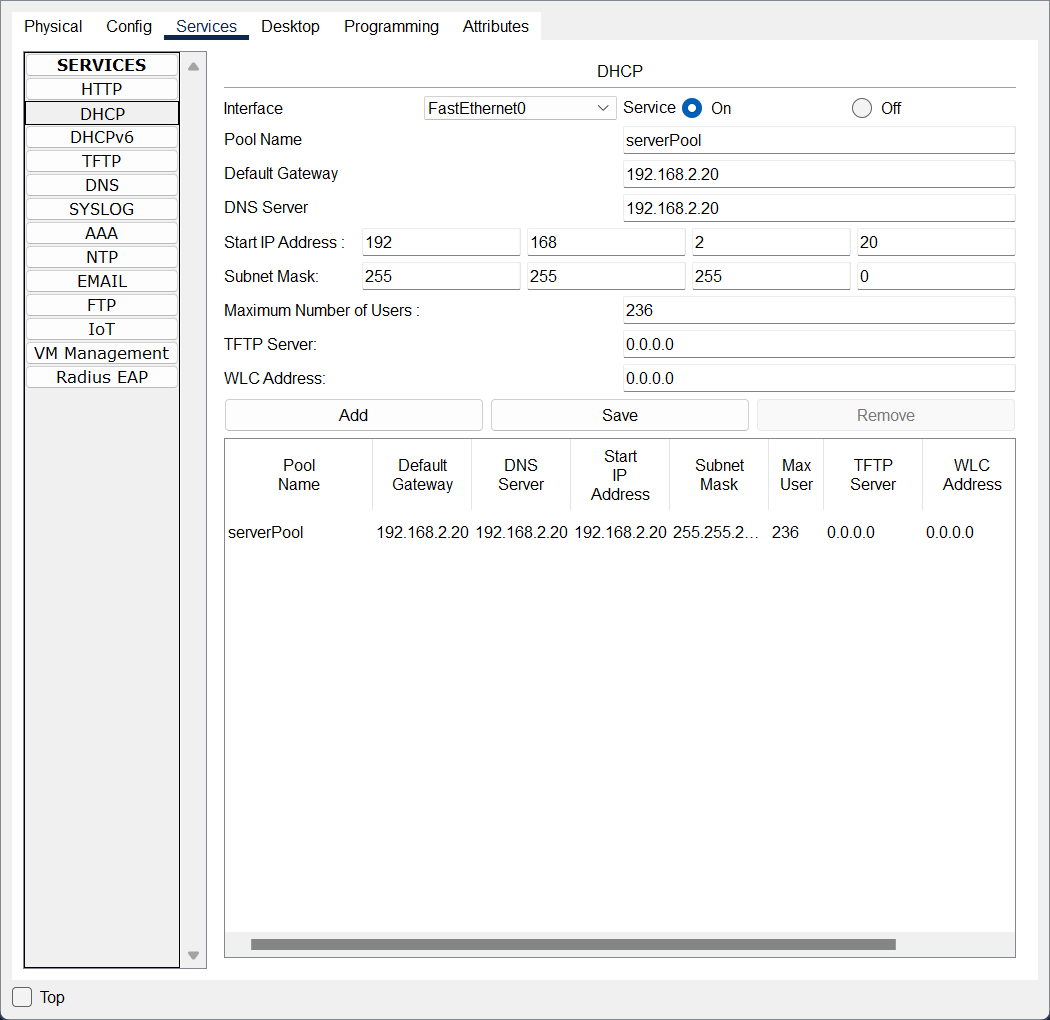 Physical Config Services Desktop Programming Attributes
SERVICES
HTTP
DHCP
DHCPv6
TFTP
DNS
SYSLOG
AAA
NTP
EMAIL
FTP
IoT
VM Management
Radius EAP
DHCP
Interface FastEthernet0 Service On Off
Pool Name serverPool
Default Gateway 192.168.2.20
DNS Server 192.168.2.20
Start IP Address : 192 168 2 20
Subnet Mask: 255 255 255 0
Maximum Number of Users : 236
TFTP Server: 0.0.0.0
WLC Address: 0.0.0.0
Add Save Remove
Pool Name Default Gateway DNS Server Start IP Address Subnet Mask Max User TFTP Server WLC Address
serverPool 192.168.2.20 192.168.2.20 192.168.2.20 255.255.2... 236 0.0.0.0 0.0.0.0
Top